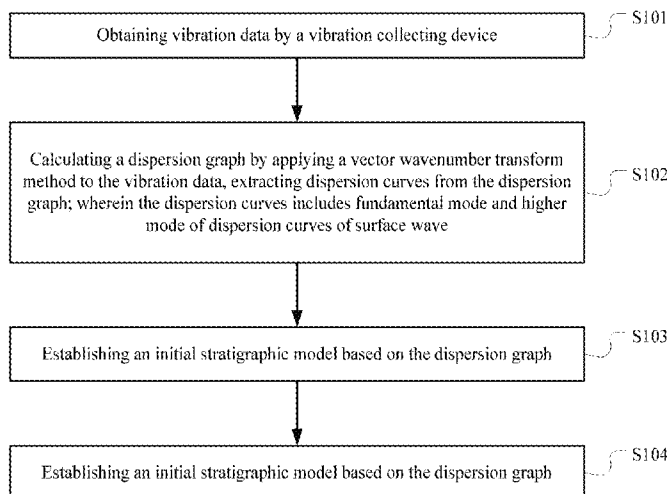 S101
Obtaining vibration data by a vibration collecting device
Calculating a dispersion graph by applying a vector wavenumber transform
method to the vibration data, extracting dispersion curves from the dispersion
graph; wherein the dispersion curves includes fundamental mode and higher
mode of dispersion curves of surface wave
S102
S103
Establishing an initial stratigraphic model based on the dispersion graph
S104
Establishing an initial stratigraphic model based on the dispersion graph